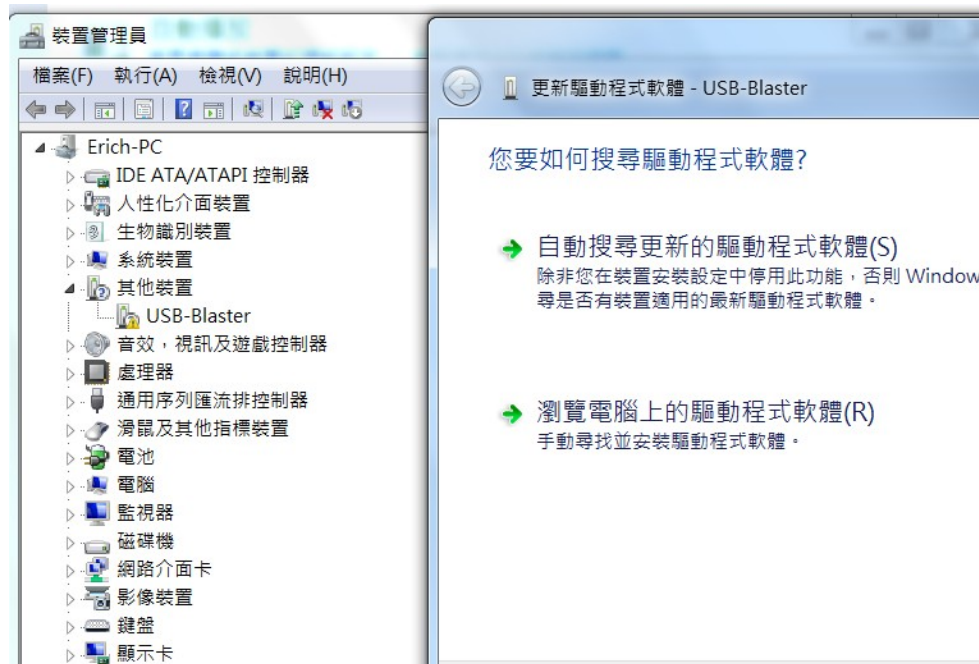 裝置管理員
檔案(F) 執行(A) 檢視(V) 說明(H)
Erich-PC
IDE ATA/ATAPI 控制器
人性化介面裝置
生物識別裝置
系統裝置
其他裝置
USB-Blaster
音效，視訊及遊戲控制器
處理器
通用序列匯流排控制器
滑鼠及其他指標裝置
電池
電腦
監視器
磁碟機
網路介面卡
影像裝置
鍵盤
顯示卡
更新驅動程式軟體 - USB-Blaster
您要如何搜尋驅動程式軟體?
自動搜尋更新的驅動程式軟體(S)
除非您在裝置安裝設定中停用此功能，否則 Window
尋是否有裝置適用的最新驅動程式軟體。
瀏覽電腦上的驅動程式軟體(R)
手動尋找並安裝驅動程式軟體。